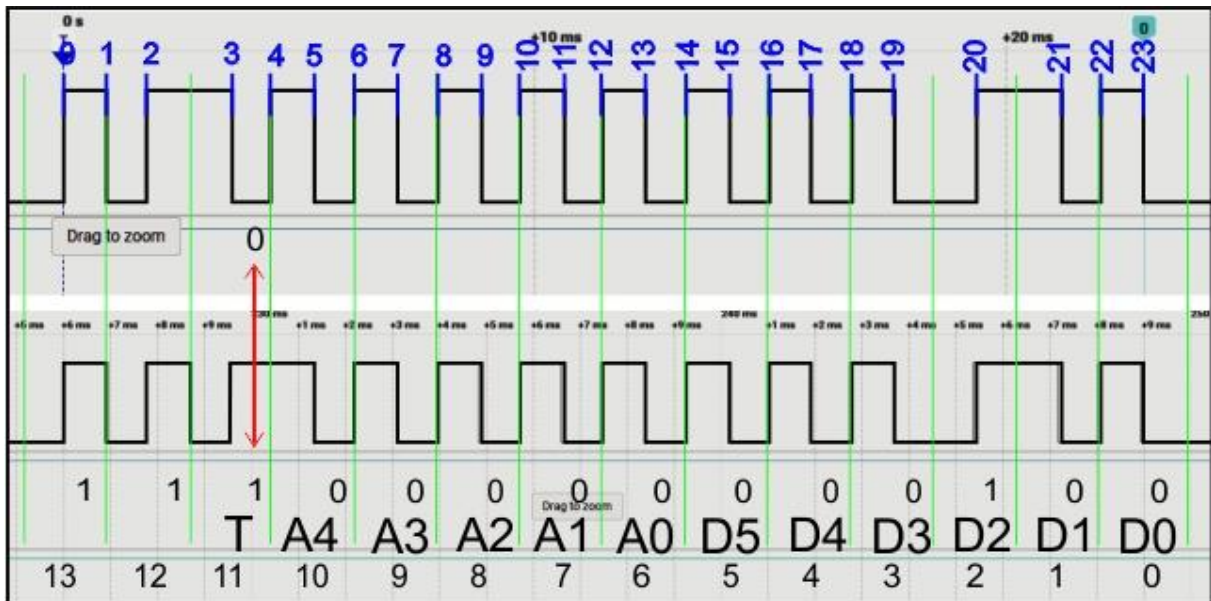 0 s
+10 ms
+20 ms
0
0 1 2 3 4 5 6 7 8 9 10 11 12 13 14 15 16 17 18 19 20 21 22 23
Drag to zoom
0
+5 ms +6 ms +7 ms +8 ms +9 ms +1 ms +2 ms +3 ms +4 ms +5 ms +6 ms +7 ms +8 ms +9 ms 240 ms +1 ms +2 ms +3 ms +4 ms +5 ms +6 ms +7 ms +8 ms +9 ms
1 1 1 0 0 0 0 0 0 0 0 1 0 0
Drag to zoom
T A4 A3 A2 A1 A0 D5 D4 D3 D2 D1 D0
13 12 11 10 9 8 7 6 5 4 3 2 1 0